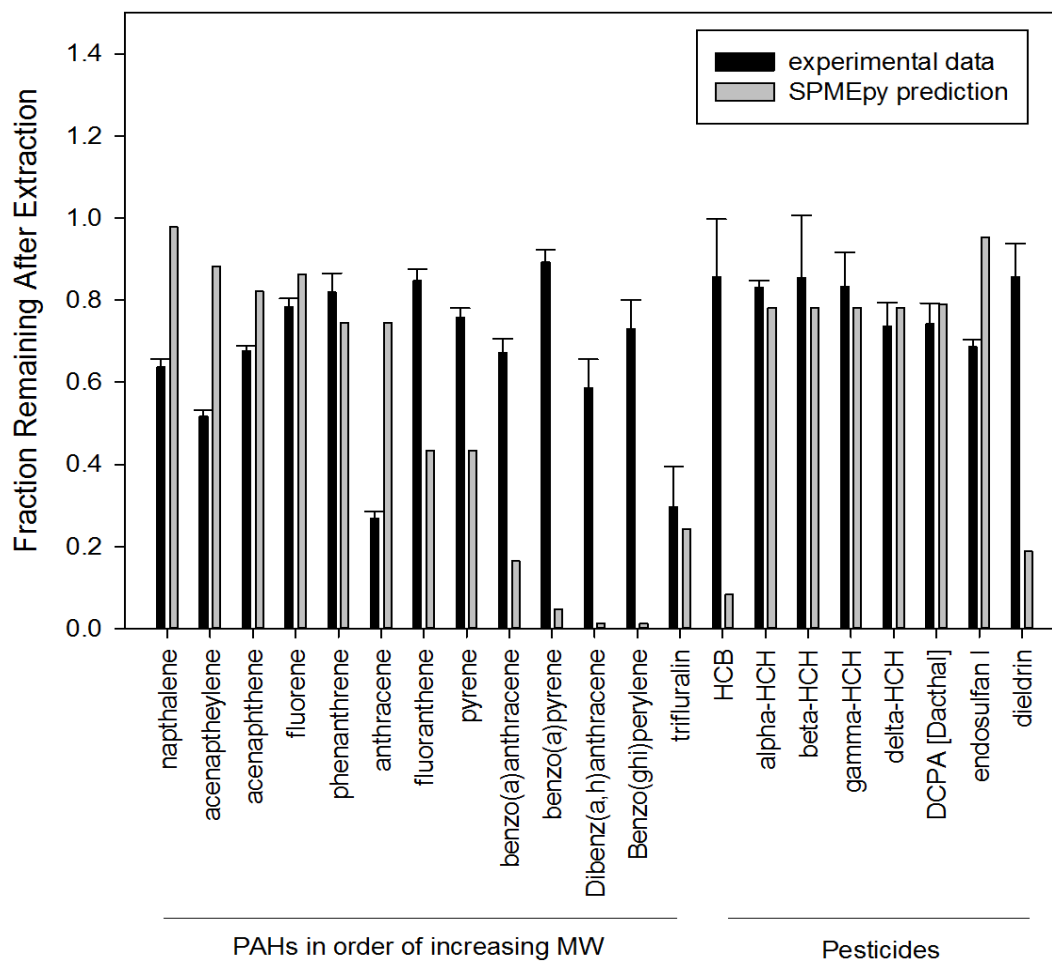 Fraction Remaining After Extraction
1.4
1.2
1.0
0.8
0.6
0.4
0.2
0.0
experimental data
SPMEpy prediction
napthalene
acenaptheylene
acenaphthene
fluorene
phenanthrene
anthracene
fluoranthene
pyrene
benzo(a)anthracene
benzo(a)pyrene
Dibenz(a,h)anthracene
Benzo(ghi)perylene
trifluralin
HCB
alpha-HCH
beta-HCH
gamma-HCH
delta-HCH
DCPA [Dacthal]
endosulfan I
dieldrin
PAHs in order of increasing MW
Pesticides